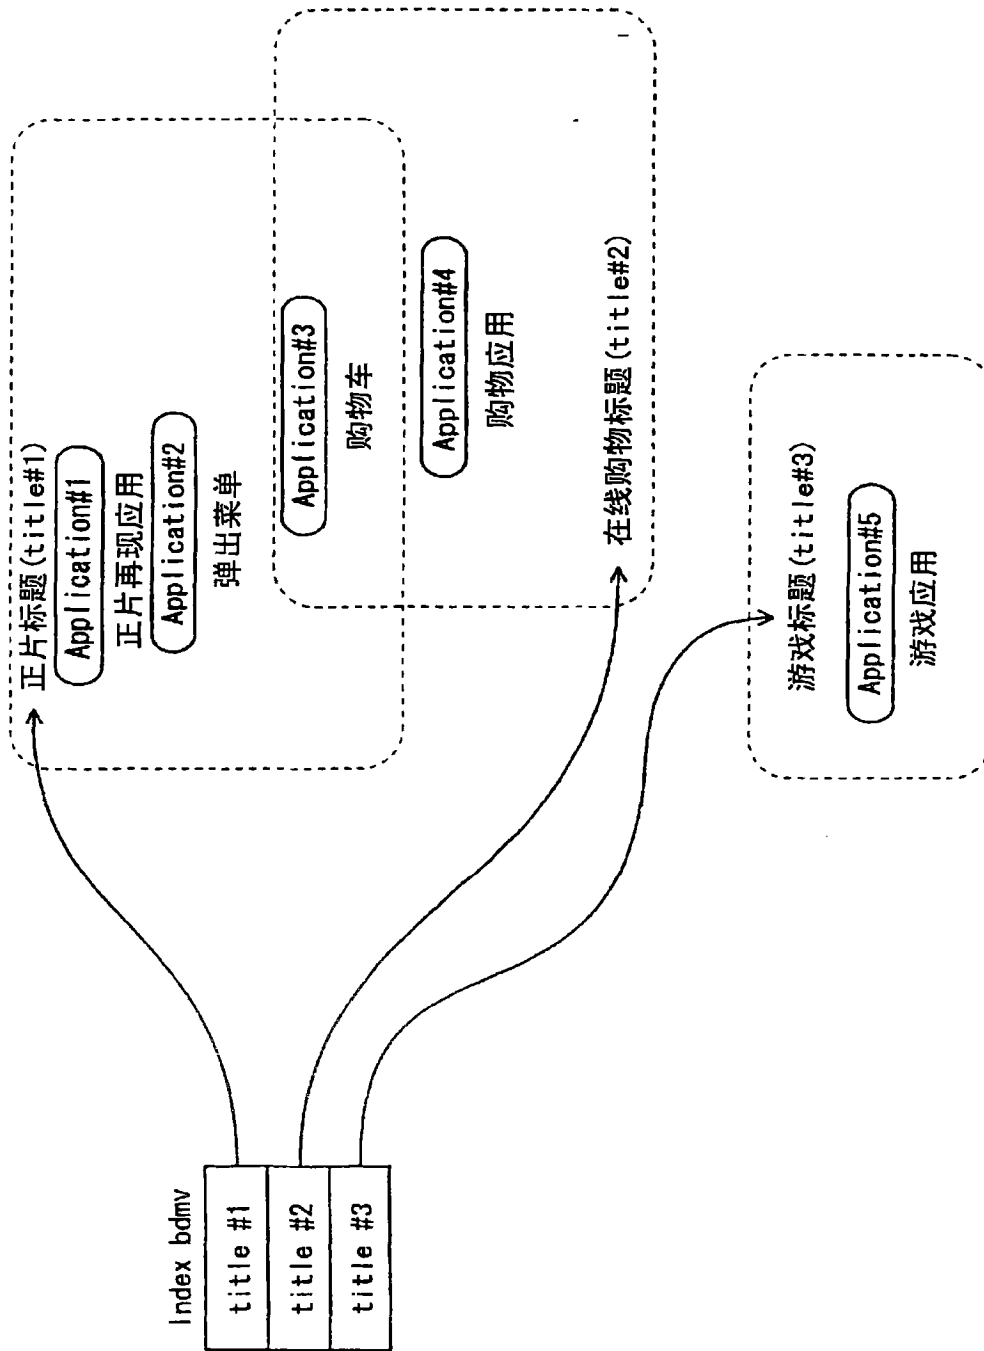 Index bdmv
title #1
title #2
title #3
正片标题(title#1)
Application#1
正片再现应用
Application#2
弹出菜单
Application#3
购物车
Application#4
购物应用
在线购物标题(title#2)
游戏标题(title#3)
Application#5
游戏应用